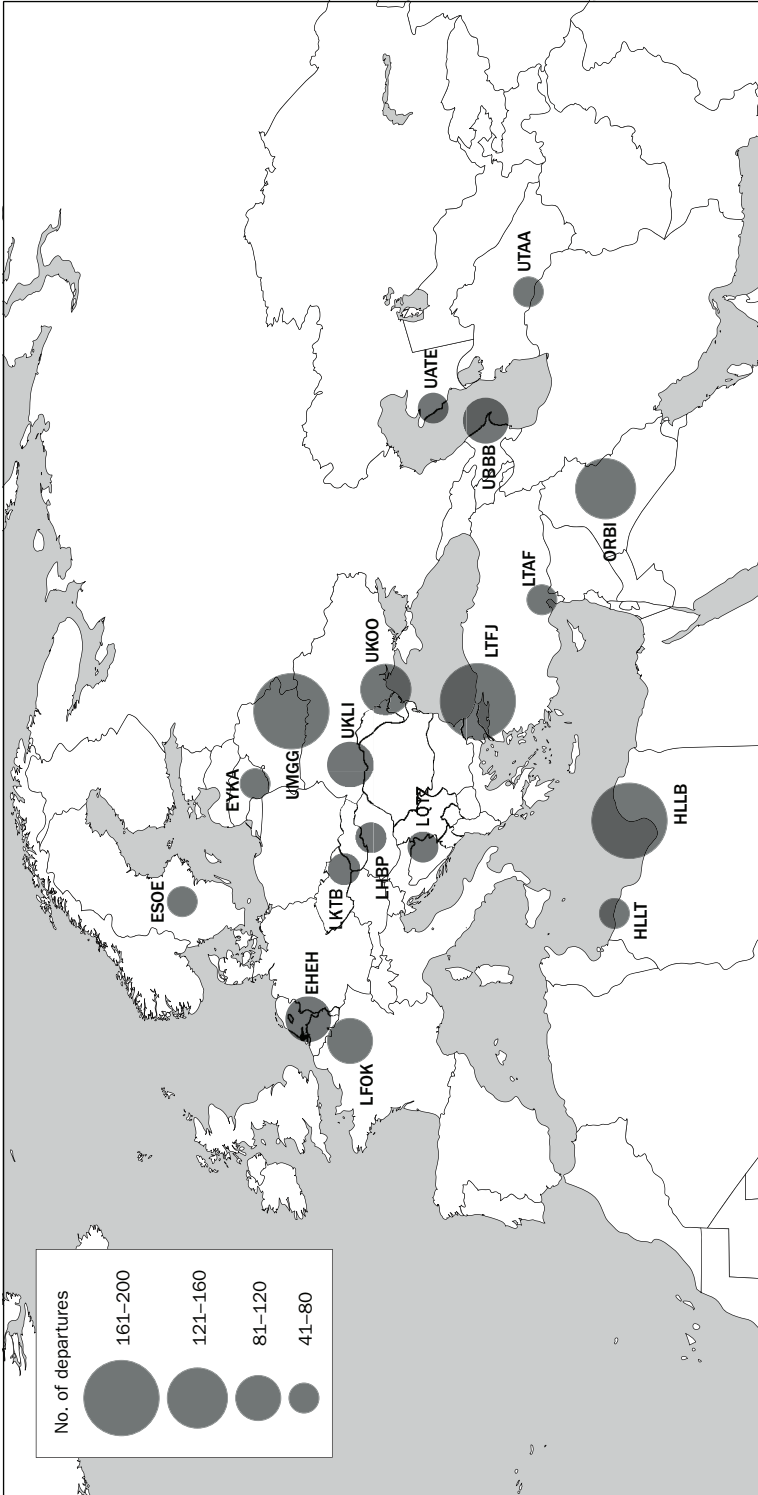 No. of departures
161–200
121–160
81–120
41–80
ESOE
EYKA
UMGG
EHEH
LKTB
UKLI
LFOK
UKOO
LHBP
LQTZ
UATE
UBBB
LTFJ
UTAA
LTAF
ORBI
HLLT
HLLB